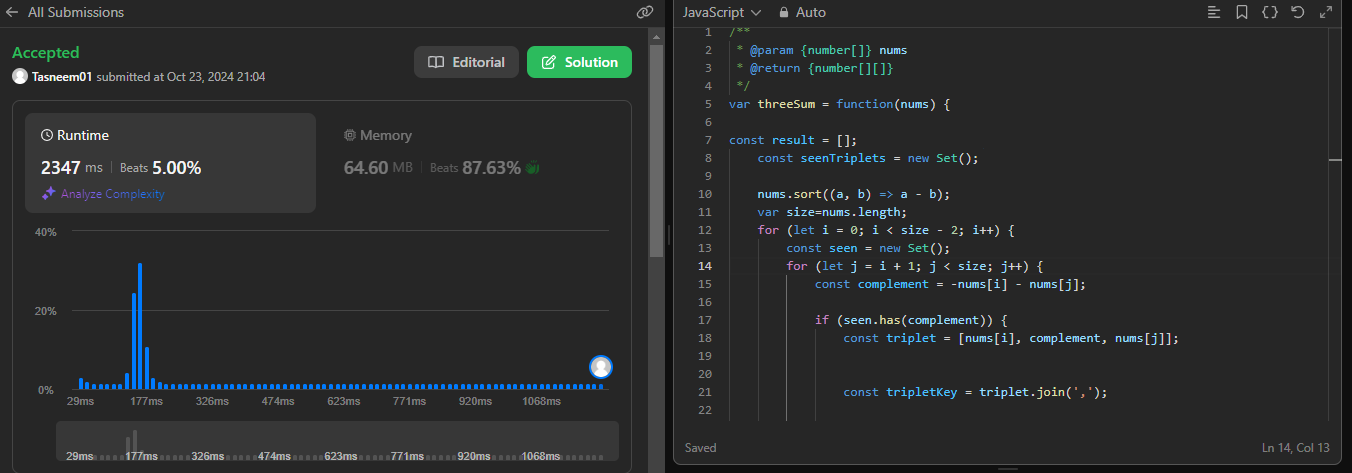 All Submissions
Accepted
Tasneem01 submitted at Oct 23, 2024 21:04
Editorial
Solution
Runtime
2347 ms | Beats 5.00%
Analyze Complexity
Memory
64.60 MB | Beats 87.63%
40%
20%
0%
29ms 177ms 326ms 474ms 623ms 771ms 920ms 1068ms
29ms 177ms 326ms 474ms 623ms 771ms 920ms 1068ms
JavaScript Auto
1 /**
2 * @param {number[]} nums
3 * @return {number[][]}
4 */
5 var threeSum = function(nums) {
6
7 const result = [];
8 const seenTriplets = new Set();
9
10 nums.sort((a, b) => a - b);
11 var size=nums.length;
12 for (let i = 0; i < size - 2; i++) {
13 const seen = new Set();
14 for (let j = i + 1; j < size; j++) {
15 const complement = -nums[i] - nums[j];
16
17 if (seen.has(complement)) {
18 const triplet = [nums[i], complement, nums[j]];
19
20
21 const tripletKey = triplet.join(',');
22
Saved
Ln 14, Col 13